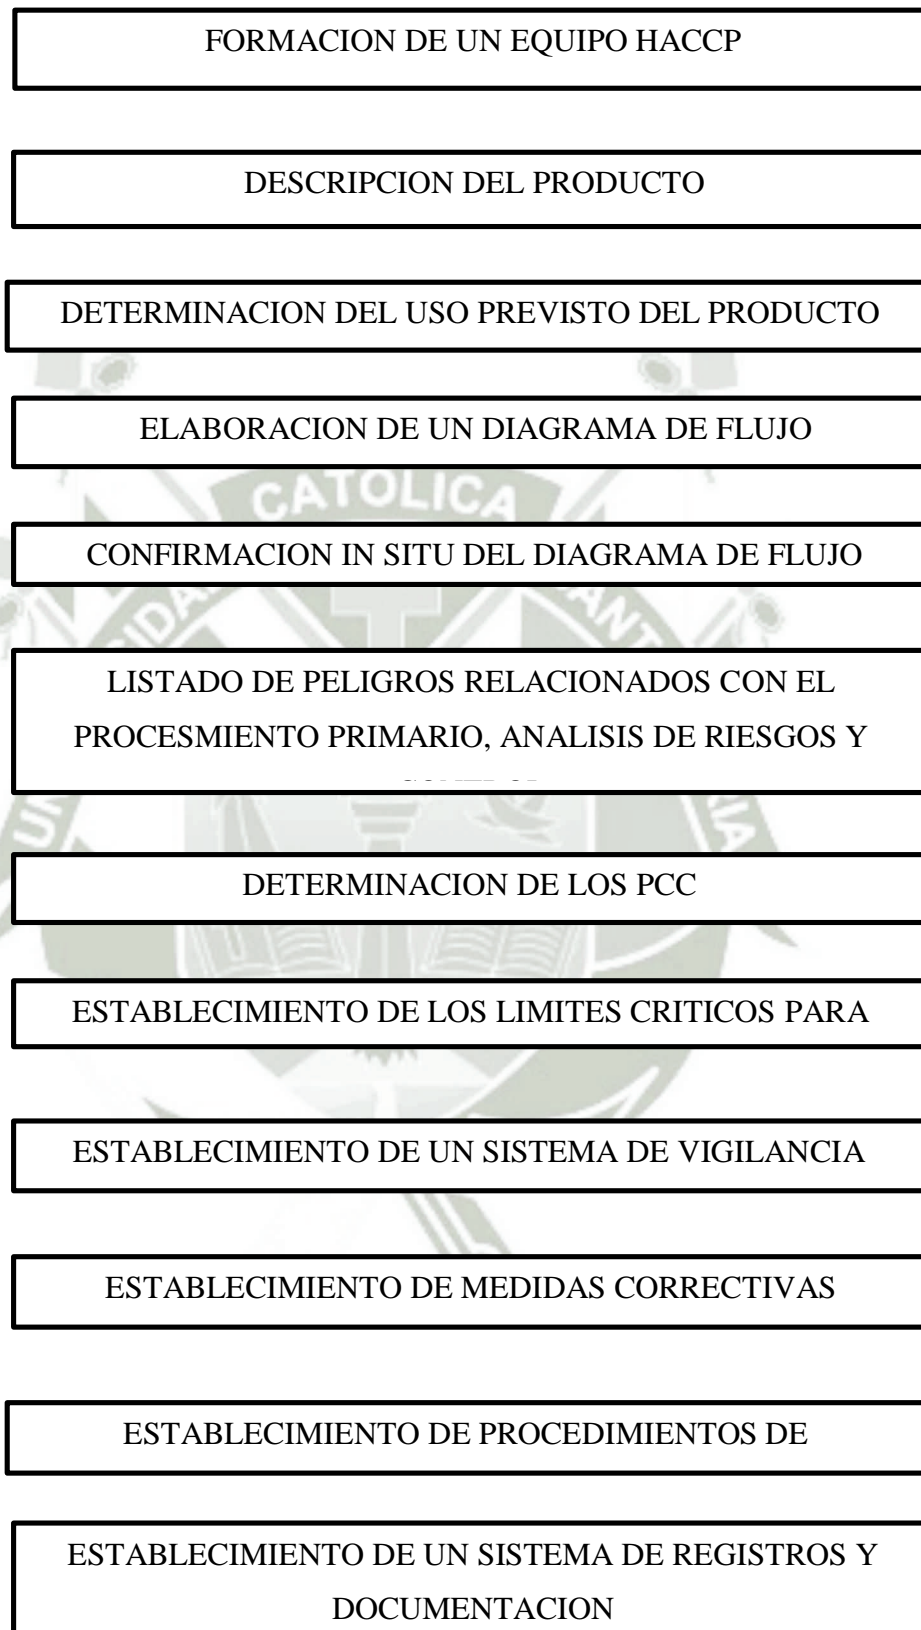 FORMACION DE UN EQUIPO HACCP
DESCRIPCION DEL PRODUCTO
DETERMINACION DEL USO PREVISTO DEL PRODUCTO
ELABORACION DE UN DIAGRAMA DE FLUJO
CATOLICA
CONFIRMACION IN SITU DEL DIAGRAMA DE FLUJO
LISTADO DE PELIGROS RELACIONADOS CON EL
PROCESMIENTO PRIMARIO, ANALISIS DE RIESGOS Y
DETERMINACION DE LOS PCC
ESTABLECIMIENTO DE LOS LIMITES CRITICOS PARA
ESTABLECIMIENTO DE UN SISTEMA DE VIGILANCIA
ESTABLECIMIENTO DE MEDIDAS CORRECTIVAS
ESTABLECIMIENTO DE PROCEDIMIENTOS DE
ESTABLECIMIENTO DE UN SISTEMA DE REGISTROS Y
DOCUMENTACION